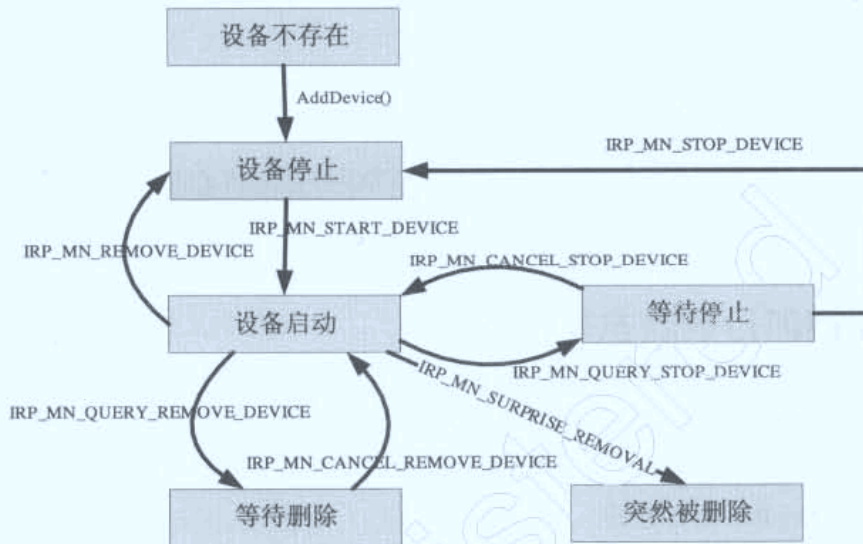 设备不存在
AddDevice()
设备停止
IRP_MN_STOP_DEVICE
IRP_MN_START_DEVICE
IRP_MN_REMOVE_DEVICE
IRP_MN_CANCEL_STOP_DEVICE
设备启动
等待停止
IRP_MN_QUERY_STOP_DEVICE
IRP_MN_SURPRISE_REMOVAL
IRP_MN_QUERY_REMOVE_DEVICE
IRP_MN_CANCEL_REMOVE_DEVICE
等待删除
突然被删除